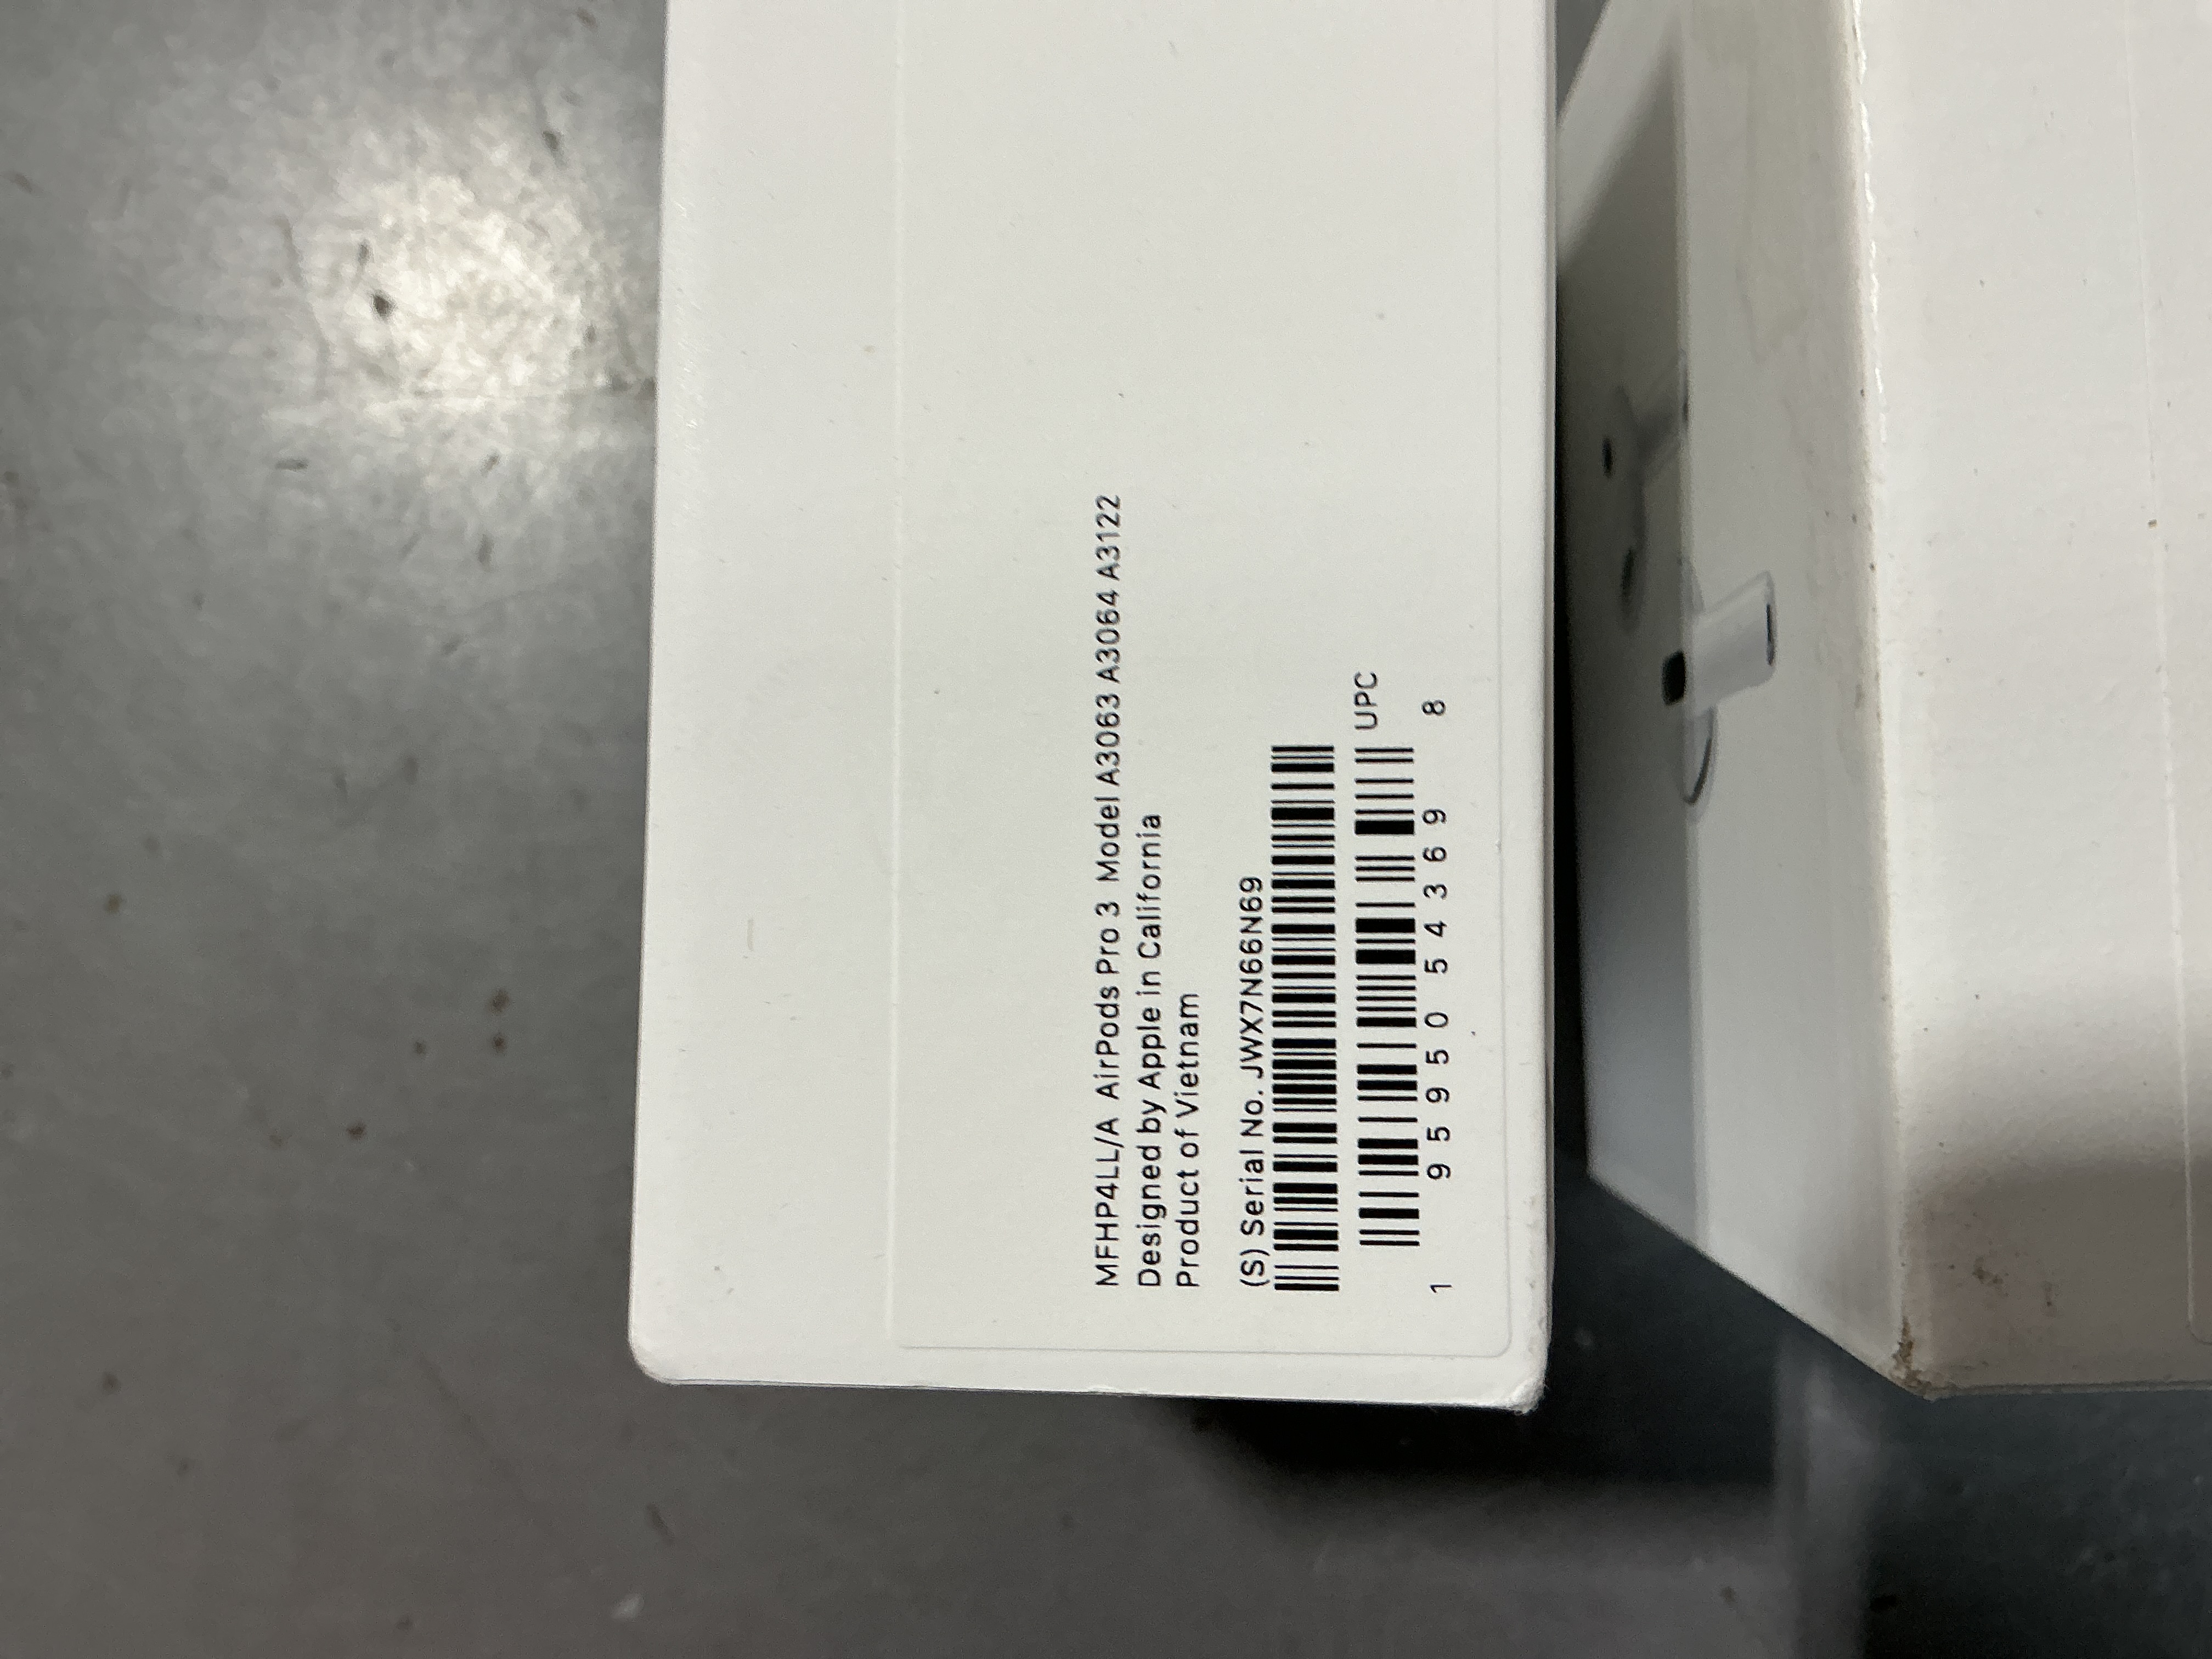 MFHP4LL/A AirPods Pro 3 Model A3063 A3064 A3122
Designed by Apple in California
Product of Vietnam
(S) Serial No. JWX7N66N69
UPC
1 95950 54369 8